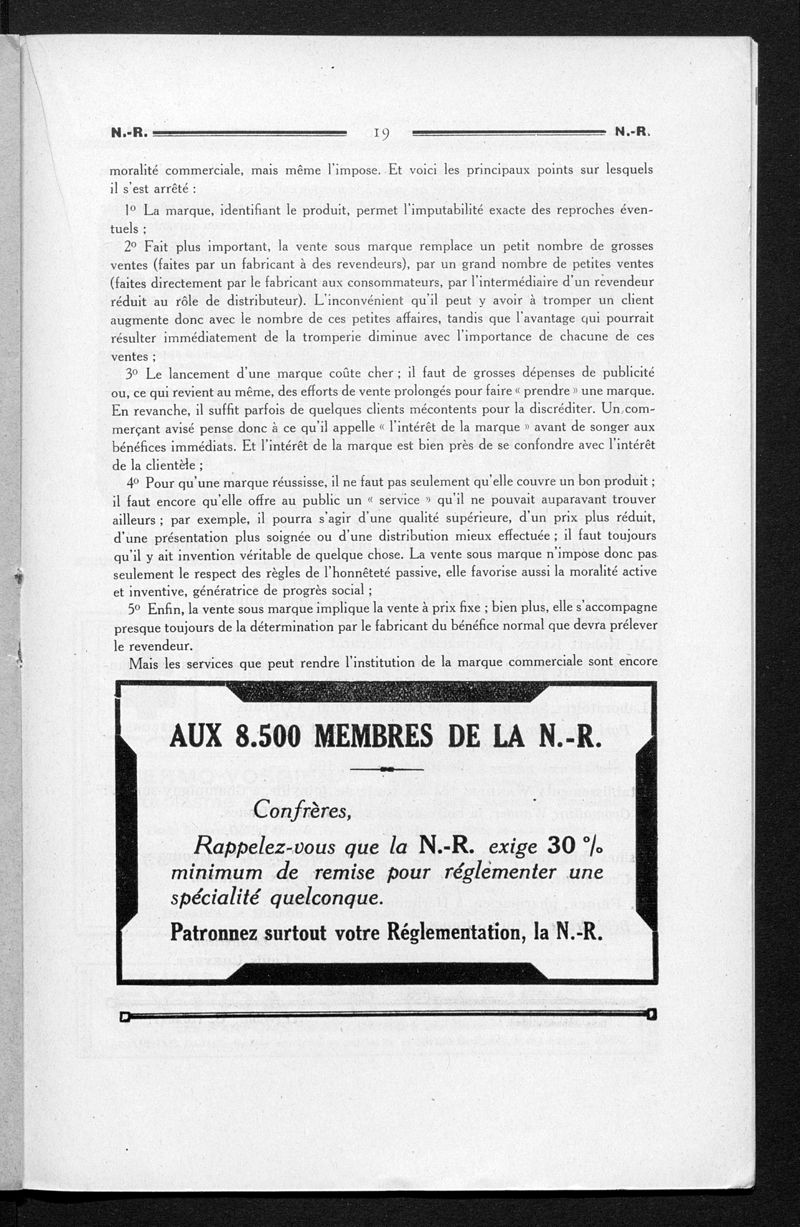 N.-R. 19 N.-R.
moralité commerciale, mais même l'impose. Et voici les principaux points sur lesquels
il s'est arrêté :
1º La marque, identifiant le produit, permet l'imputabilité exacte des reproches éven-
tuels ;
2º Fait plus important, la vente sous marque remplace un petit nombre de grosses
ventes (faites par un fabricant à des revendeurs), par un grand nombre de petites ventes
(faites directement par le fabricant aux consommateurs, par l'intermédiaire d'un revendeur
réduit au rôle de distributeur). L'inconvénient qu'il peut y avoir à tromper un client
augmente donc avec le nombre de ces petites affaires, tandis que l'avantage qui pourrait
résulter immédiatement de la tromperie diminue avec l'importance de chacune de ces
ventes ;
3º Le lancement d'une marque coûte cher ; il faut de grosses dépenses de publicité
ou, ce qui revient au même, des efforts de vente prolongés pour faire « prendre » une marque.
En revanche, il suffit parfois de quelques clients mécontents pour la discréditer. Un com-
merçant avisé pense donc à ce qu'il appelle « l'intérêt de la marque » avant de songer aux
bénéfices immédiats. Et l'intérêt de la marque est bien près de se confondre avec l'intérêt
de la clientèle ;
4º Pour qu'une marque réussisse, il ne faut pas seulement qu'elle couvre un bon produit ;
il faut encore qu'elle offre au public un « service » qu'il ne pouvait auparavant trouver
ailleurs ; par exemple, il pourra s'agir d'une qualité supérieure, d'un prix plus réduit,
d'une présentation plus soignée ou d'une distribution mieux effectuée ; il faut toujours
qu'il y ait invention véritable de quelque chose. La vente sous marque n'impose donc pas
seulement le respect des règles de l'honnêteté passive, elle favorise aussi la moralité active
et inventive, génératrice de progrès social ;
5º Enfin, la vente sous marque implique la vente à prix fixe ; bien plus, elle s'accompagne
presque toujours de la détermination par le fabricant du bénéfice normal que devra prélever
le revendeur.
Mais les services que peut rendre l'institution de la marque commerciale sont encore
AUX 8.500 MEMBRES DE LA N.-R.
Confrères,
Rappelez-vous que la N.-R. exige 30 %
minimum de remise pour réglementer une
spécialité quelconque.
Patronnez surtout votre Réglementation, la N.-R.